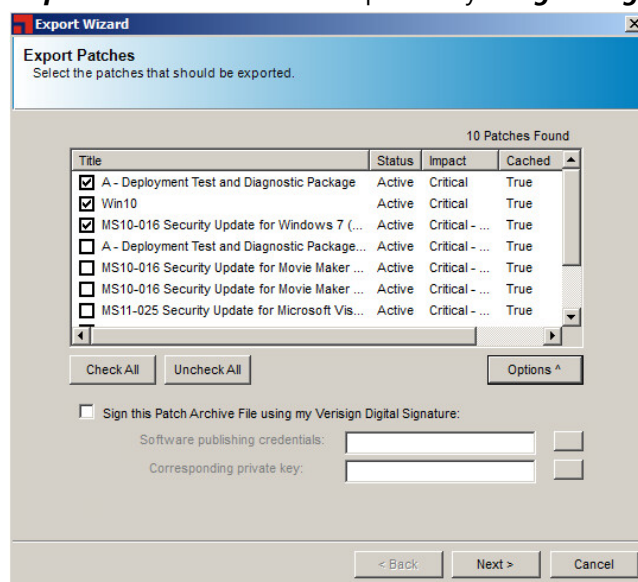 Export Wizard
Export Patches
Select the patches that should be exported.
10 Patches Found
Title Status Impact Cached
A - Deployment Test and Diagnostic Package Active Critical True
Win10 Active Critical True
MS10-016 Security Update for Windows 7 (... Active Critical - ... True
A - Deployment Test and Diagnostic Package... Active Critical - ... True
MS10-016 Security Update for Movie Maker ... Active Critical - ... True
MS10-016 Security Update for Movie Maker ... Active Critical - ... True
MS11-025 Security Update for Microsoft Vis... Active Critical - ... True
Check All Uncheck All Options ^
Sign this Patch Archive File using my Verisign Digital Signature:
Software publishing credentials:
Corresponding private key:
< Back Next > Cancel